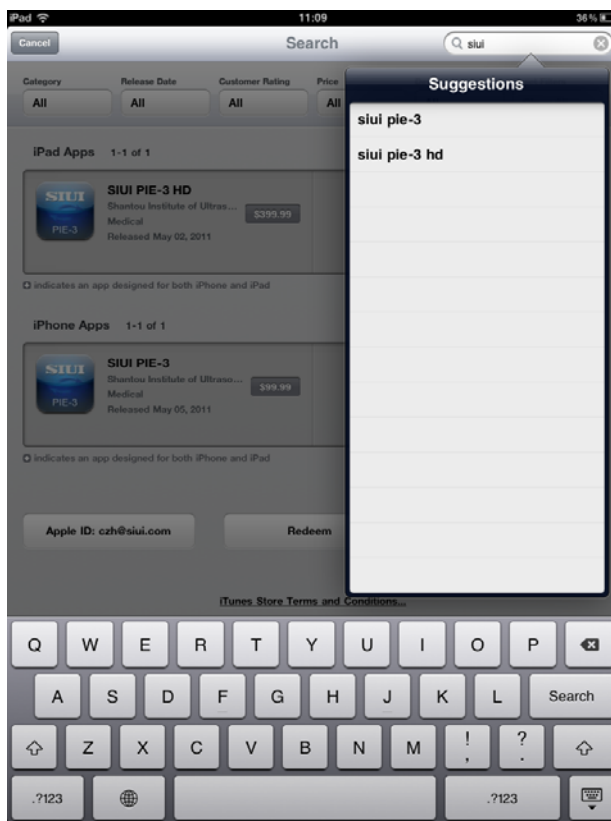 iPad 11:09 36%
Cancel Search siui
Category Release Date Customer Rating Price
All All All All
Suggestions
siui pie-3
siui pie-3 hd
iPad Apps 1-1 of 1
SIUI
PIE-3
SIUI PIE-3 HD
Shantou Institute of Ultras...
Medical
Released May 02, 2011
$399.99
indicates an app designed for both iPhone and iPad
iPhone Apps 1-1 of 1
SIUI
PIE-3
SIUI PIE-3
Shantou Institute of Ultraso...
Medical
Released May 05, 2011
$99.99
indicates an app designed for both iPhone and iPad
Apple ID: czh@siui.com Redeem
iTunes Store Terms and Conditions...
Q W E R T Y U I O P
A S D F G H J K L Search
Z X C V B N M ! , ? .
.?123 .?123